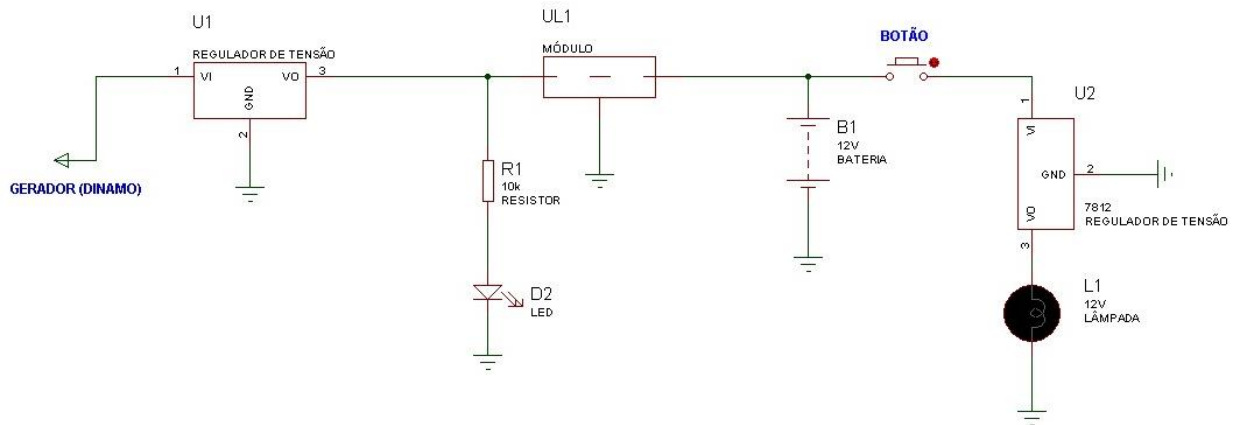 U1
REGULADOR DE TENSÃO
1
VI
VO
3
GND
2
GERADOR (DINAMO)
UL1
MÓDULO
R1
10k
RESISTOR
D2
LED
B1
12V
BATERIA
BOTÃO
U2
1
VI
GND
2
VO
3
7812
REGULADOR DE TENSÃO
L1
12V
LÂMPADA